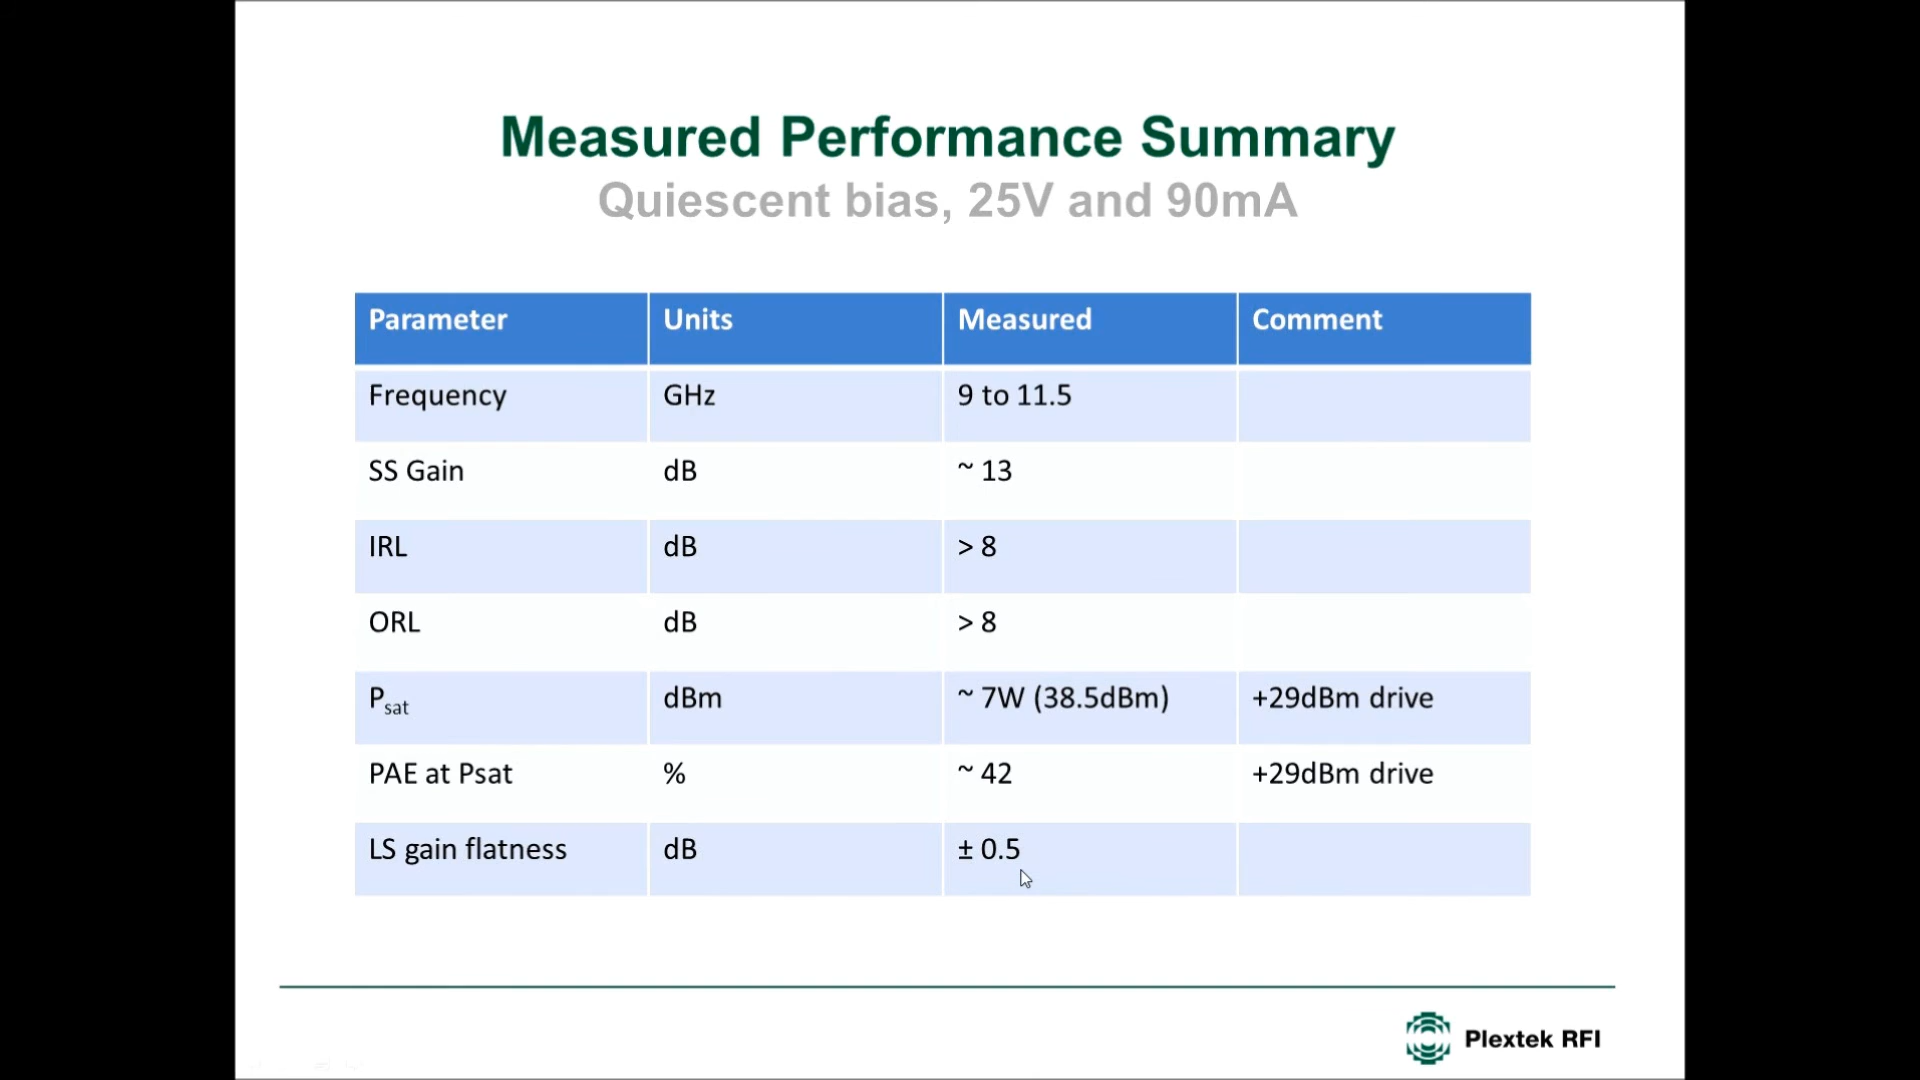 Measured Performance Summary
Quiescent bias, 25V and 90mA
Parameter Units Measured Comment
Frequency GHz 9 to 11.5
SS Gain dB ~ 13
IRL dB > 8
ORL dB > 8
Psat dBm ~ 7W (38.5dBm) +29dBm drive
PAE at Psat % ~ 42 +29dBm drive
LS gain flatness dB ± 0.5
Plextek RFI